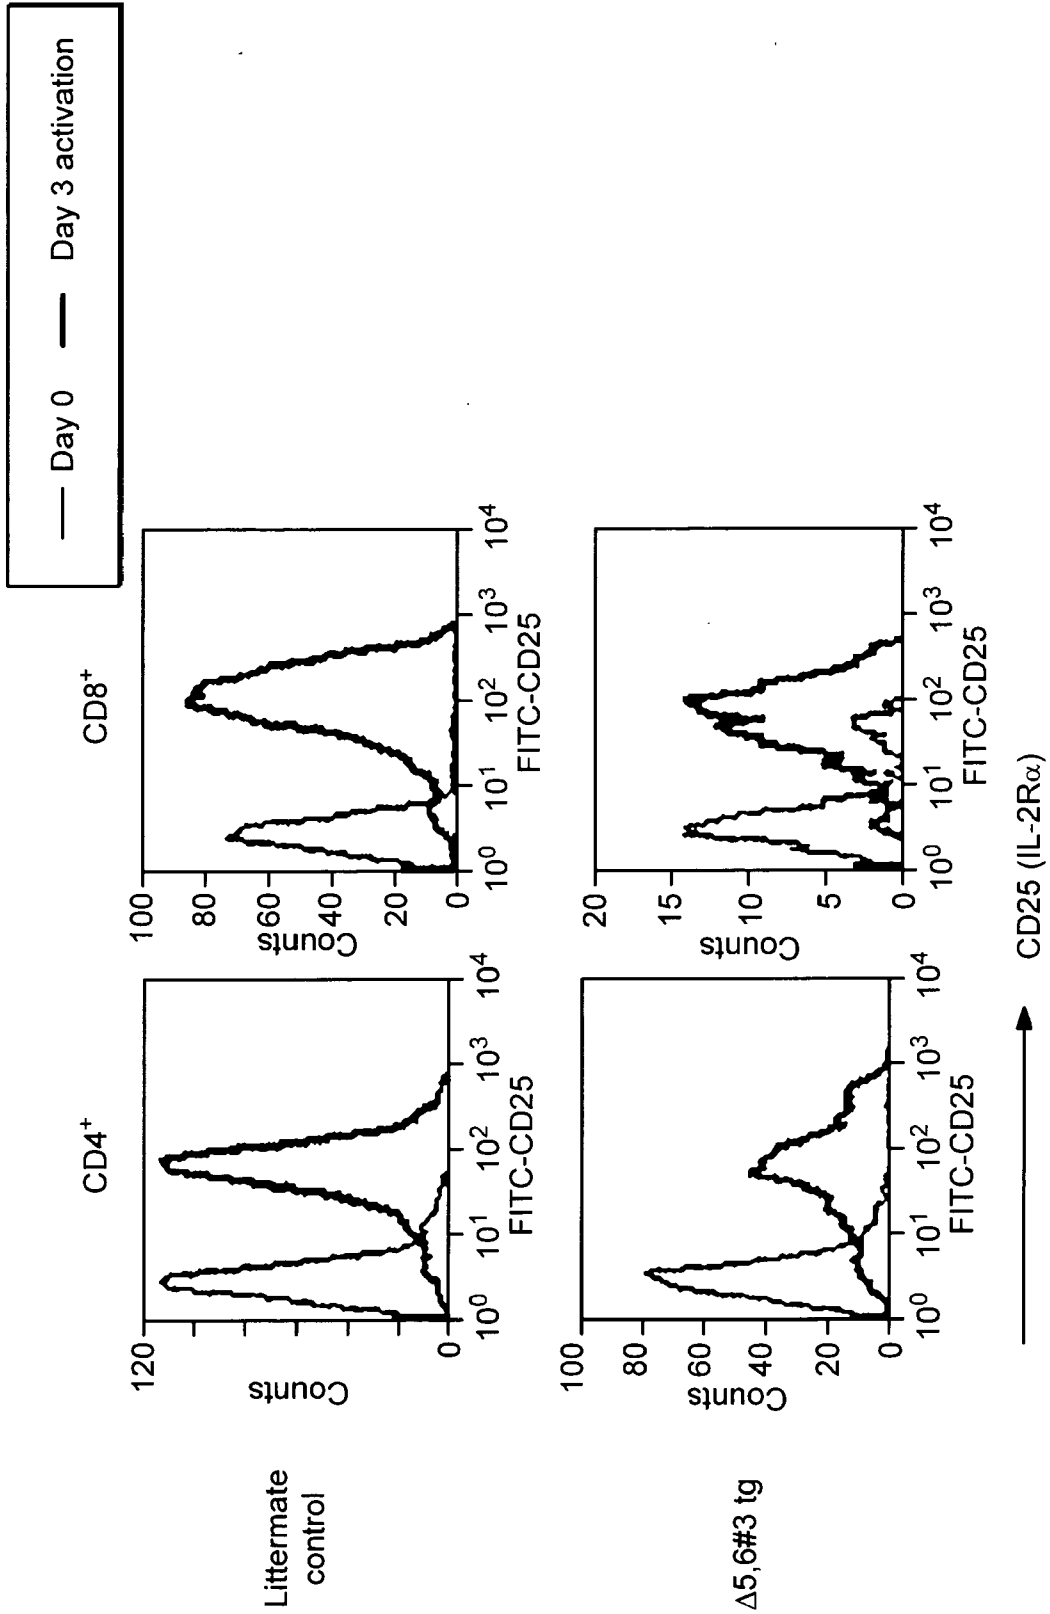 Day 0 Day 3 activation
CD4⁺ CD8⁺
Littermate
control
Counts
120
0
10⁰ 10¹ 10² 10³ 10⁴
FITC-CD25
Counts
100
80
60
40
20
0
10⁰ 10¹ 10² 10³ 10⁴
FITC-CD25
Δ5,6#3 tg
Counts
100
80
60
40
20
0
10⁰ 10¹ 10² 10³ 10⁴
FITC-CD25
Counts
20
15
10
5
0
10⁰ 10¹ 10² 10³ 10⁴
FITC-CD25
CD25 (IL-2Rα)